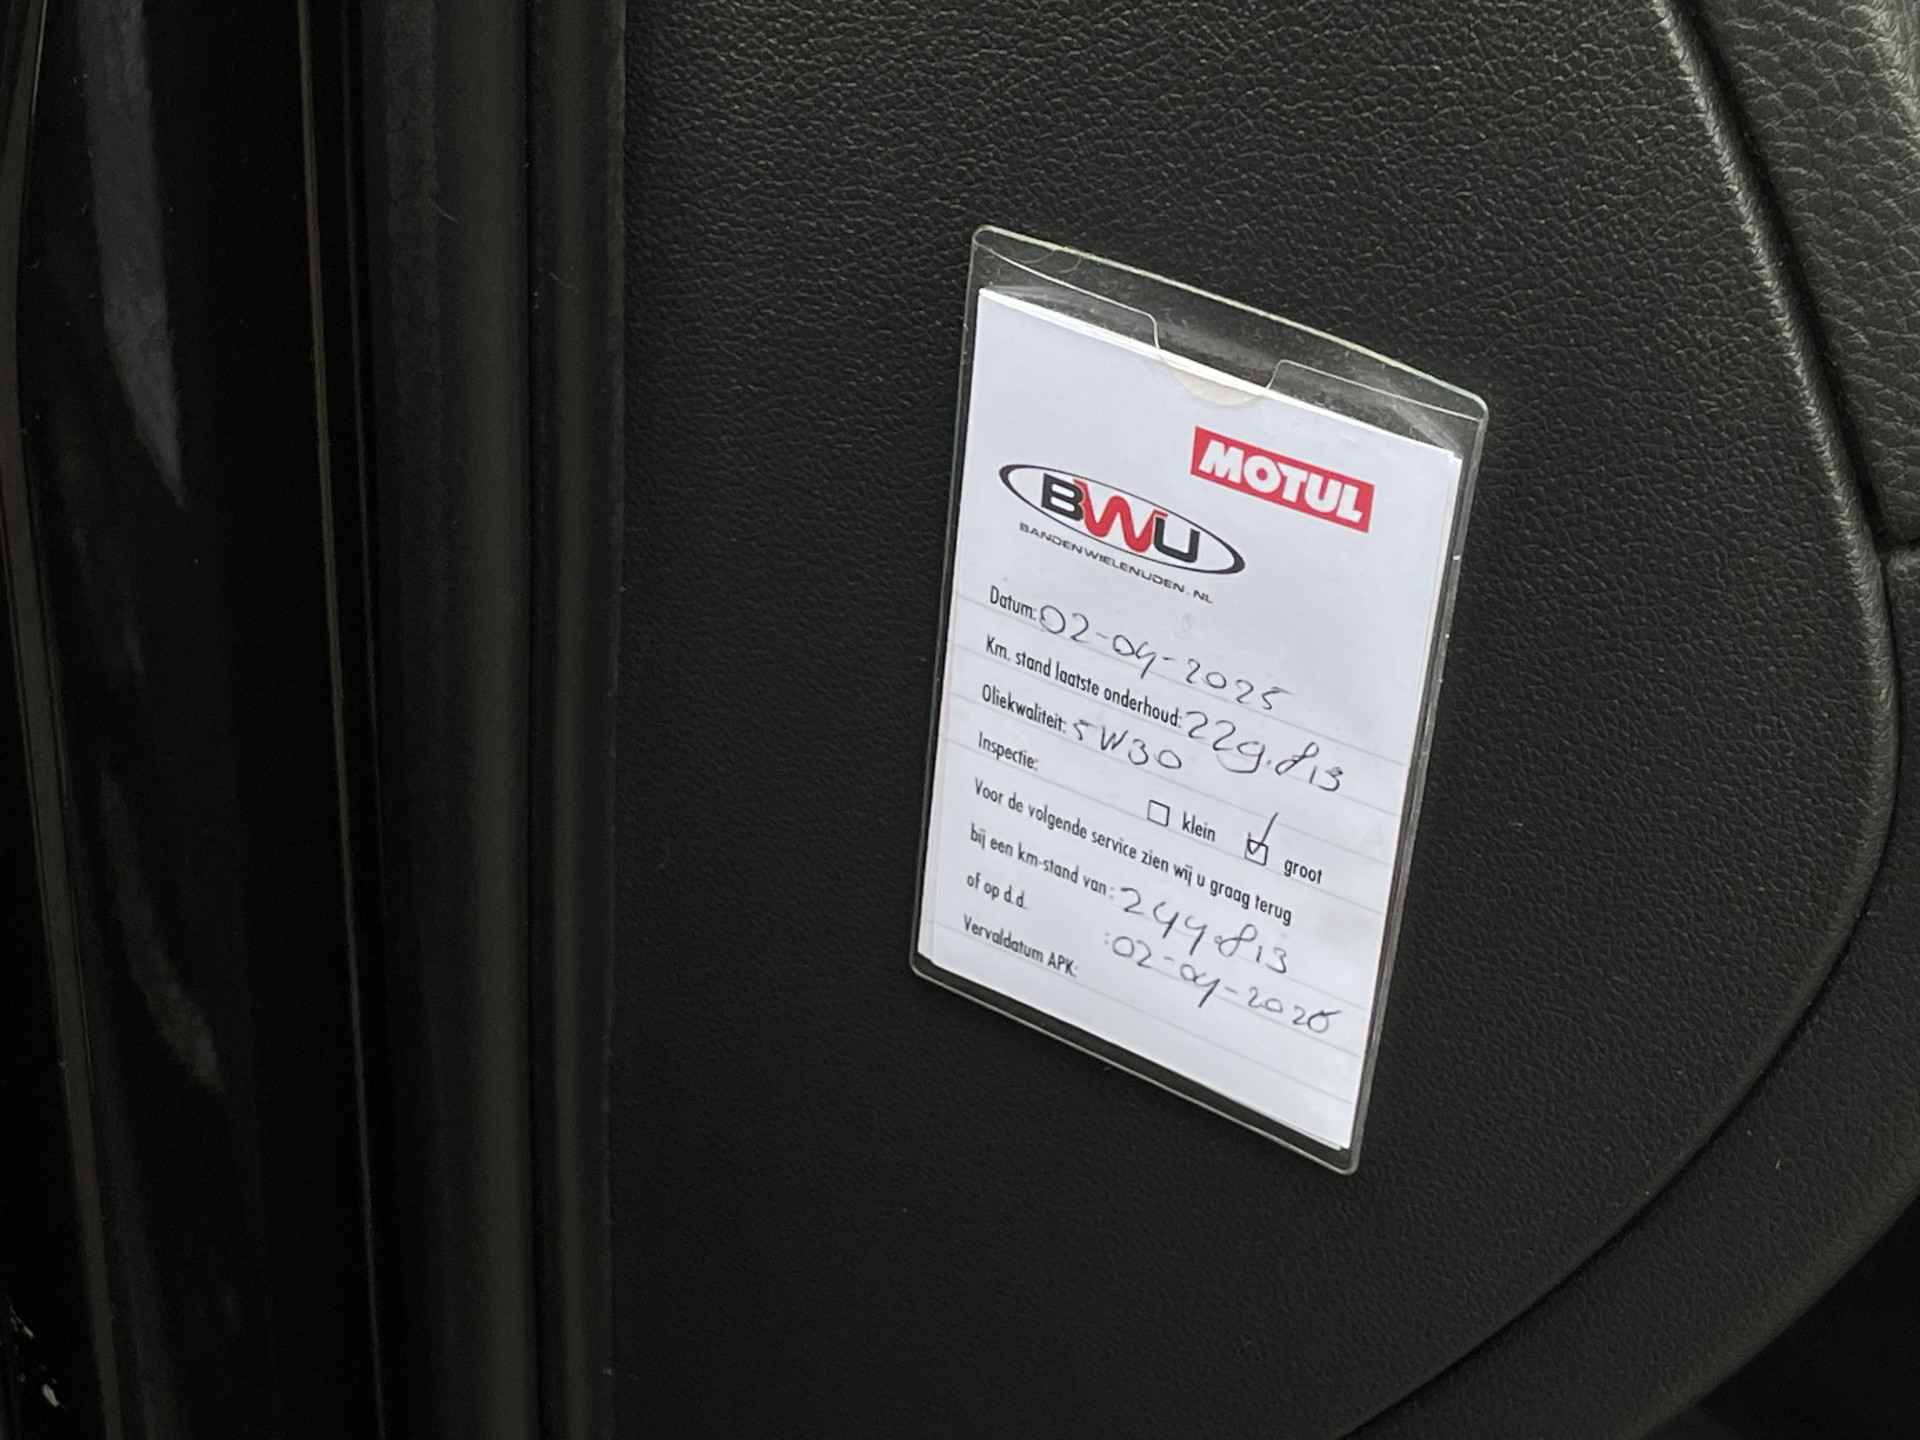 MOTUL
BWU
BANDENWIELENIJDEN.NL
Datum: 02-04-2025
Km. stand laatste onderhoud: 229.813
Oliekwaliteit: 5W30
Inspectie:
klein groot
Voor de volgende service zien wij u graag terug
bij een km-stand van: 244.813
of op d.d. : 02-04-2026
Vervaldatum APK: